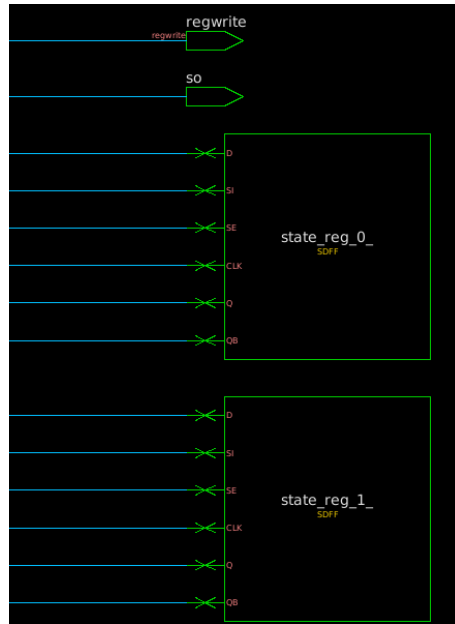 regwrite
regwrite
so
D
SI
SE
state_reg_0_
SDFF
CLK
Q
QB
D
SI
SE
state_reg_1_
SDFF
CLK
Q
QB